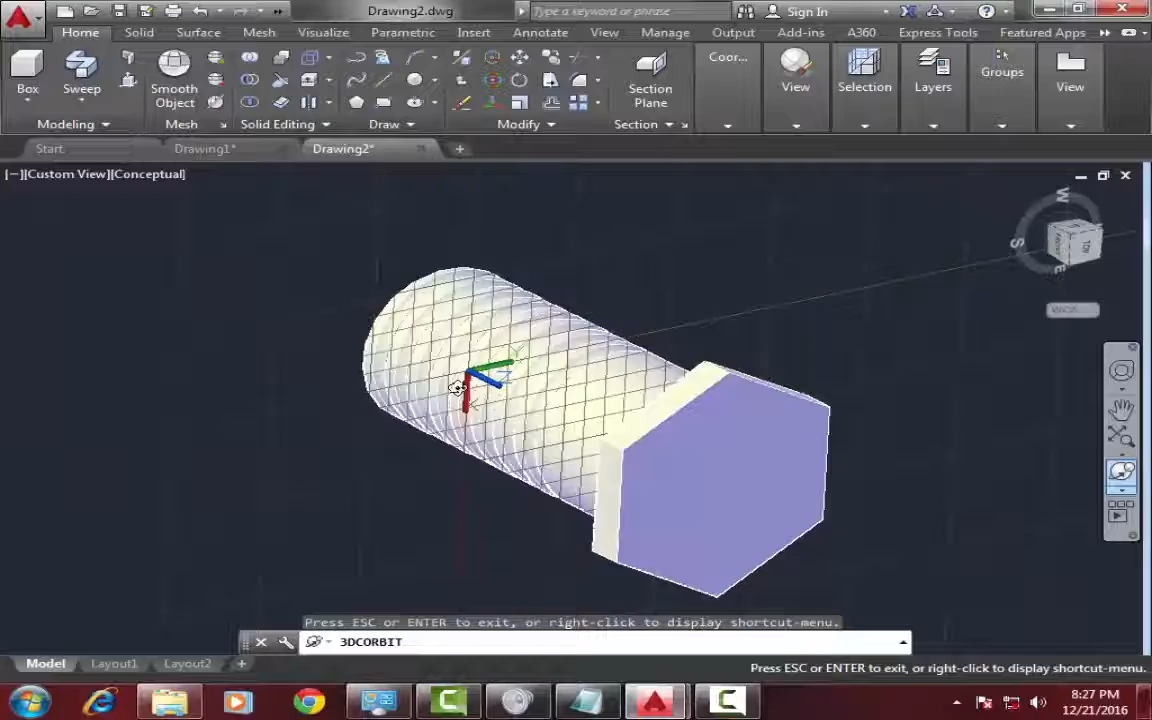 Drawing2.dwg
Type a keyword or phrase
Sign In
Home Solid Surface Mesh Visualize Parametric Insert Annotate View Manage Output Add-ins A360 Express Tools Featured Apps
Box Sweep Smooth Object Section Plane Coor... View Selection Layers Groups View
Modeling Mesh Solid Editing Draw Modify Section
Start Drawing1* Drawing2*
[−][Custom View][Conceptual]
W
S
TOP
E
Press ESC or ENTER to exit, or right-click to display shortcut-menu.
3DCORBIT
Model Layout1 Layout2
Press ESC or ENTER to exit, or right-click to display shortcut-menu.
8:27 PM
12/21/2016